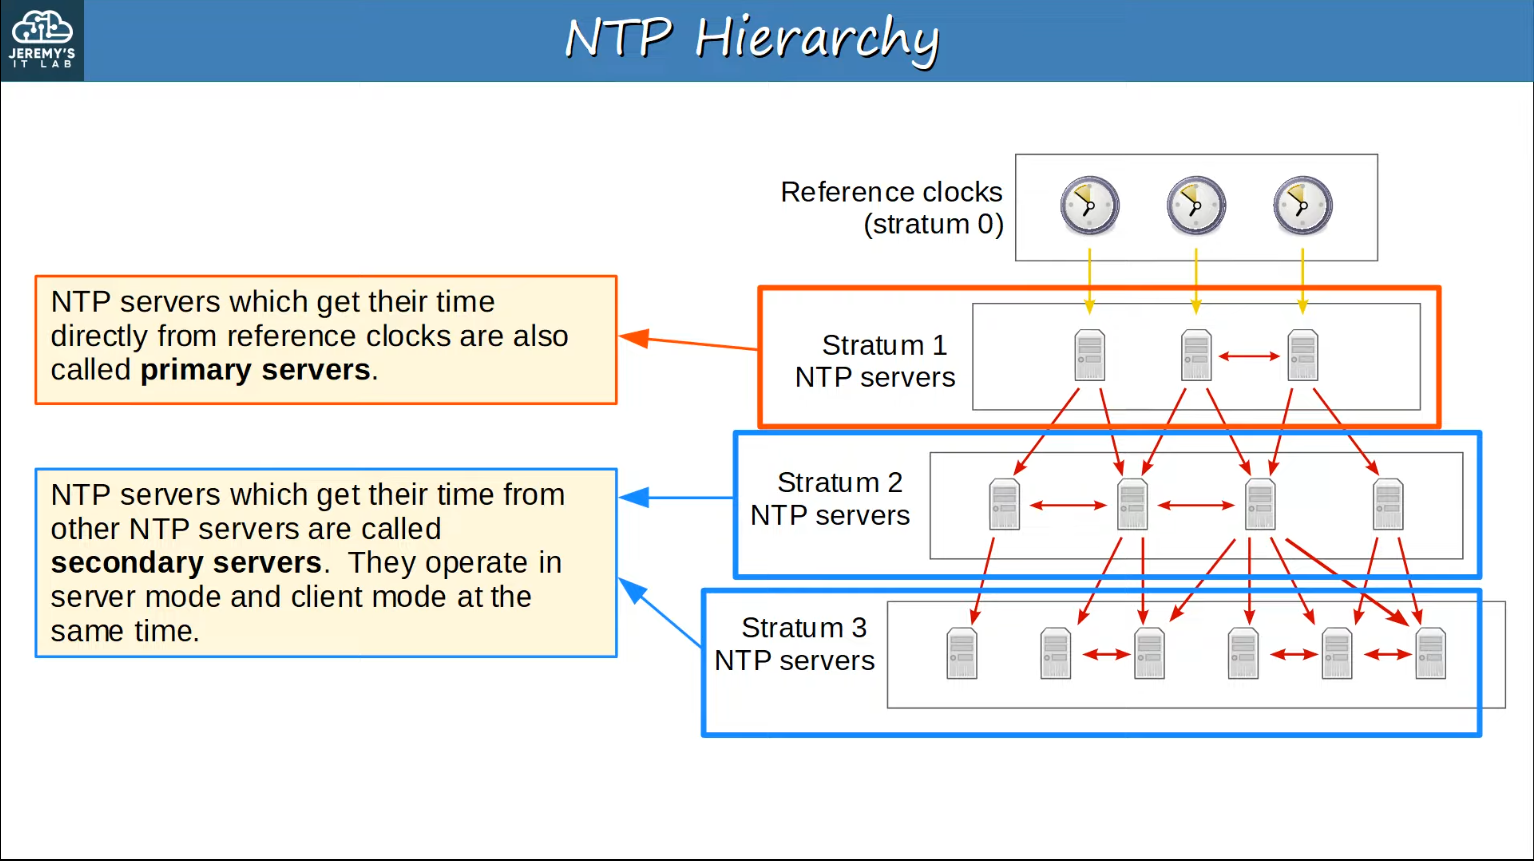 JEREMY'S
IT LAB
NTP Hierarchy
Reference clocks
(stratum 0)
NTP servers which get their time
directly from reference clocks are also
called primary servers.
Stratum 1
NTP servers
NTP servers which get their time from
other NTP servers are called
secondary servers.  They operate in
server mode and client mode at the
same time.
Stratum 2
NTP servers
Stratum 3
NTP servers